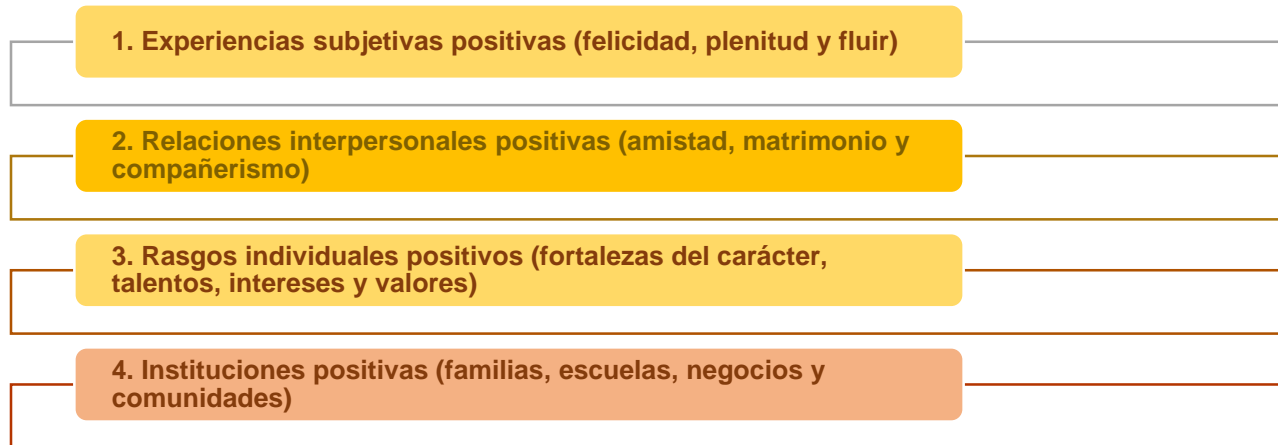 1. Experiencias subjetivas positivas (felicidad, plenitud y fluir)
2. Relaciones interpersonales positivas (amistad, matrimonio y
compañerismo)
3. Rasgos individuales positivos (fortalezas del carácter,
talentos, intereses y valores)
4. Instituciones positivas (familias, escuelas, negocios y
comunidades)